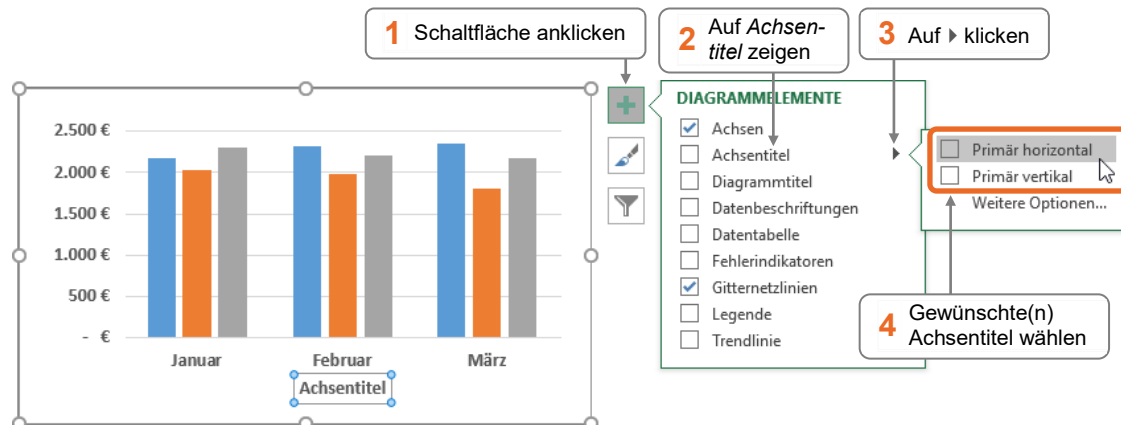 1 Schaltfläche anklicken
2 Auf Achsen-
titel zeigen
3 Auf klicken
2.500 €
2.000 €
1.500 €
1.000 €
500 €
- €
Januar Februar März
Achsentitel
DIAGRAMMELEMENTE
Achsen
Achsentitel
Diagrammtitel
Datenbeschriftungen
Datentabelle
Fehlerindikatoren
Gitternetzlinien
Legende
Trendlinie
Primär horizontal
Primär vertikal
Weitere Optionen...
4 Gewünschte(n)
Achsentitel wählen